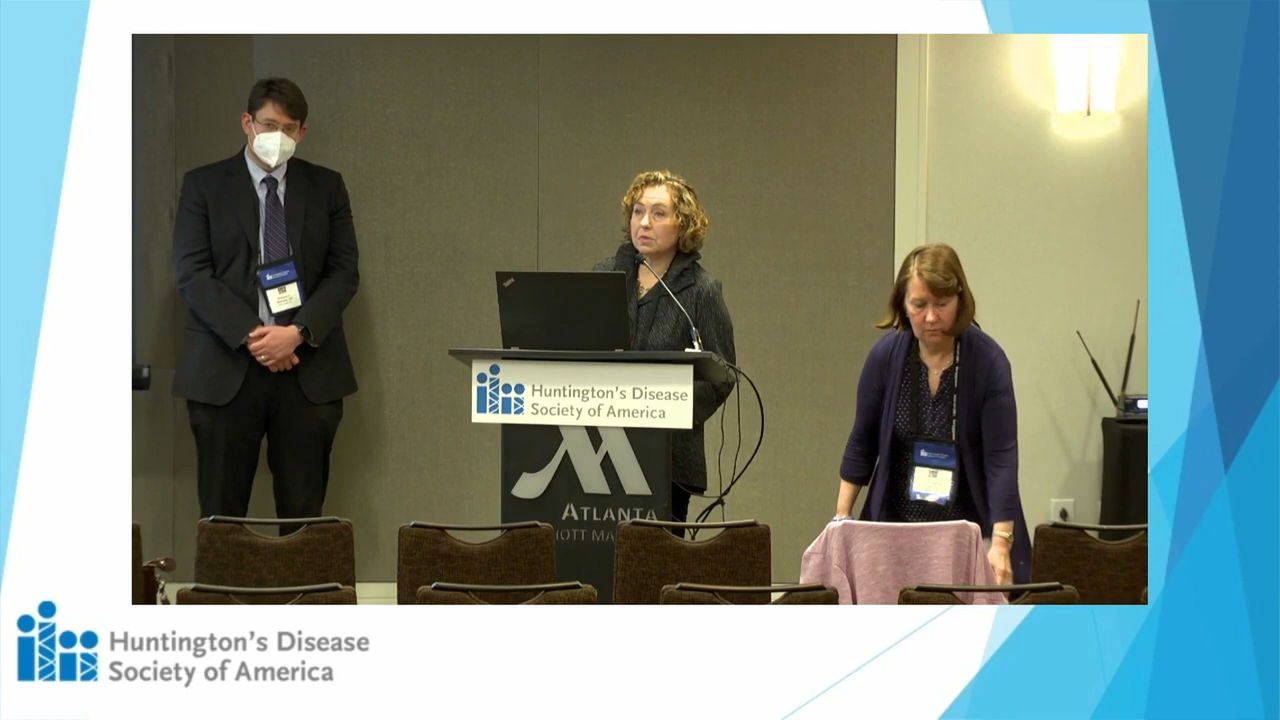 Huntington's Disease
Society of America
ATLANTA
Huntington's Disease
Society of America